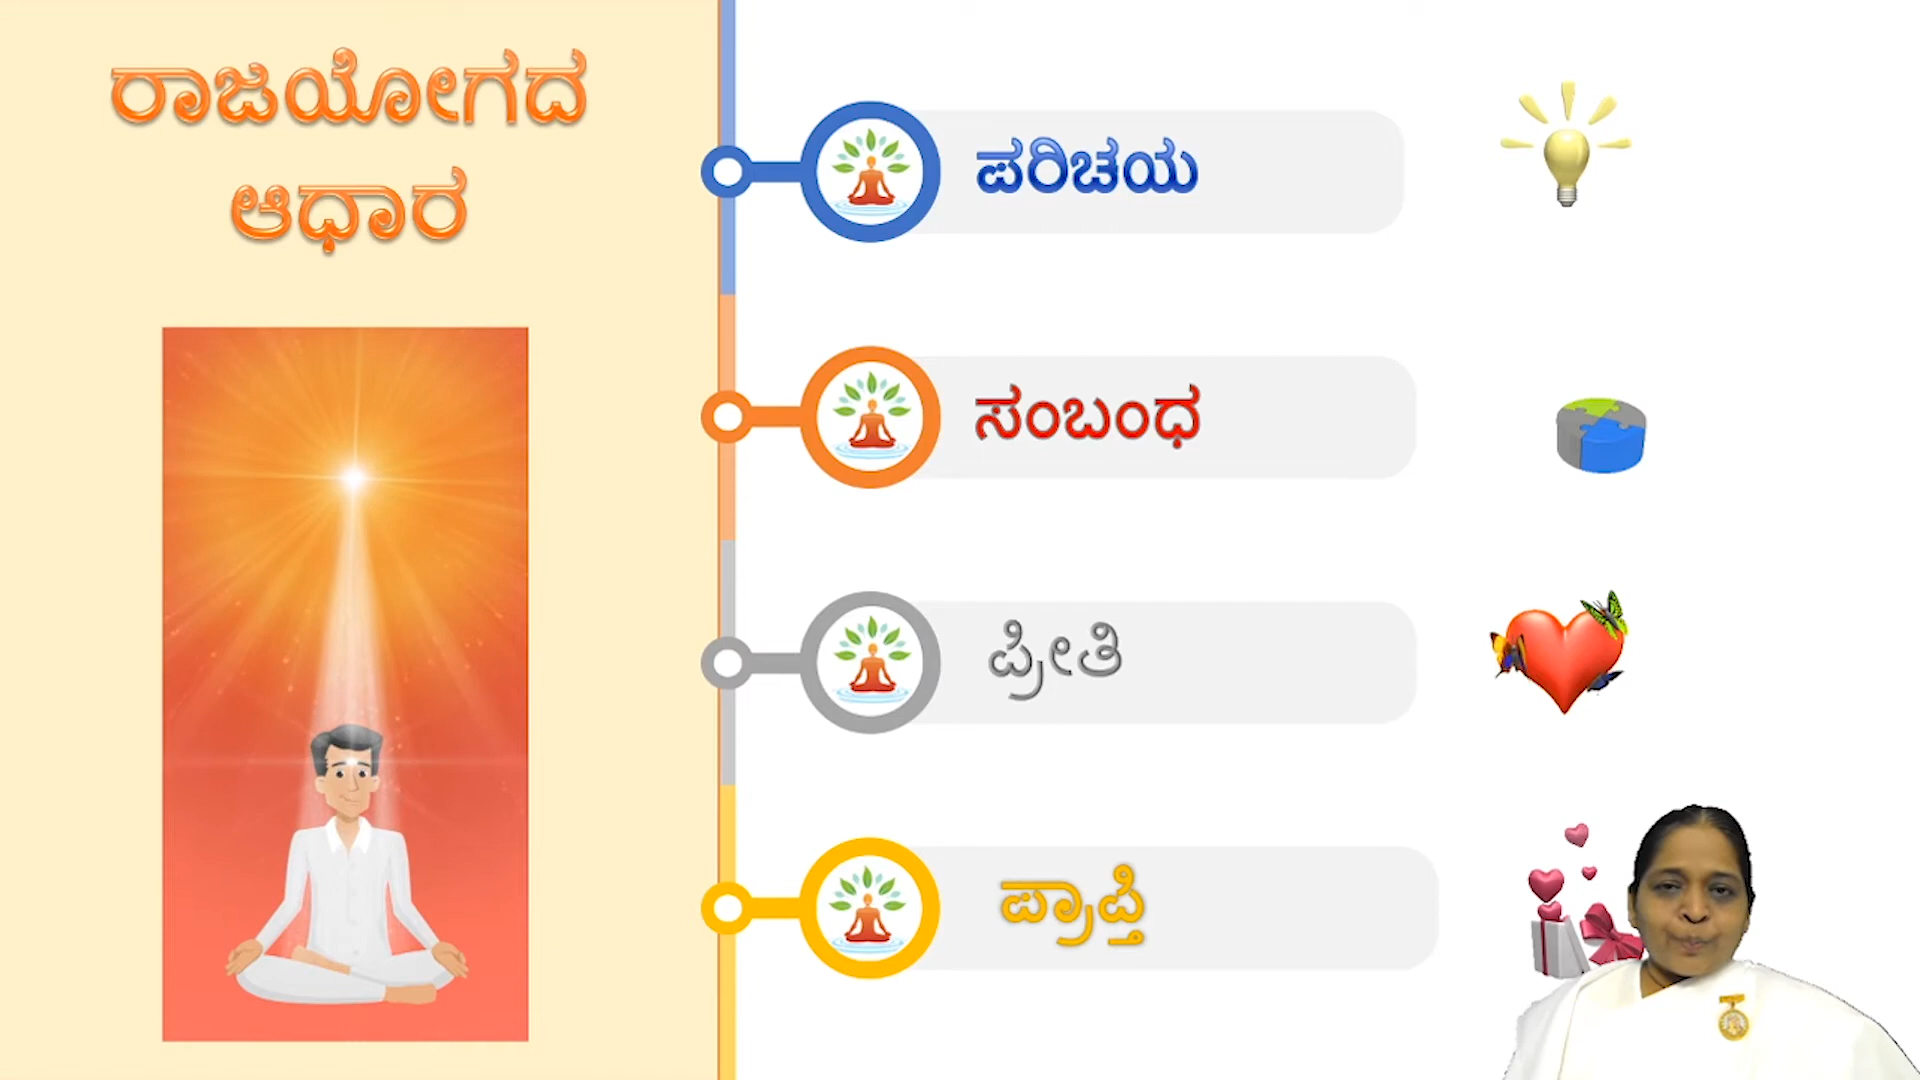 ರಾಜಯೋಗದ
ಆಧಾರ
ಪರಿಚಯ
ಸಂಬಂಧ
ಪ್ರೀತಿ
ಪ್ರಾಪ್ತಿ